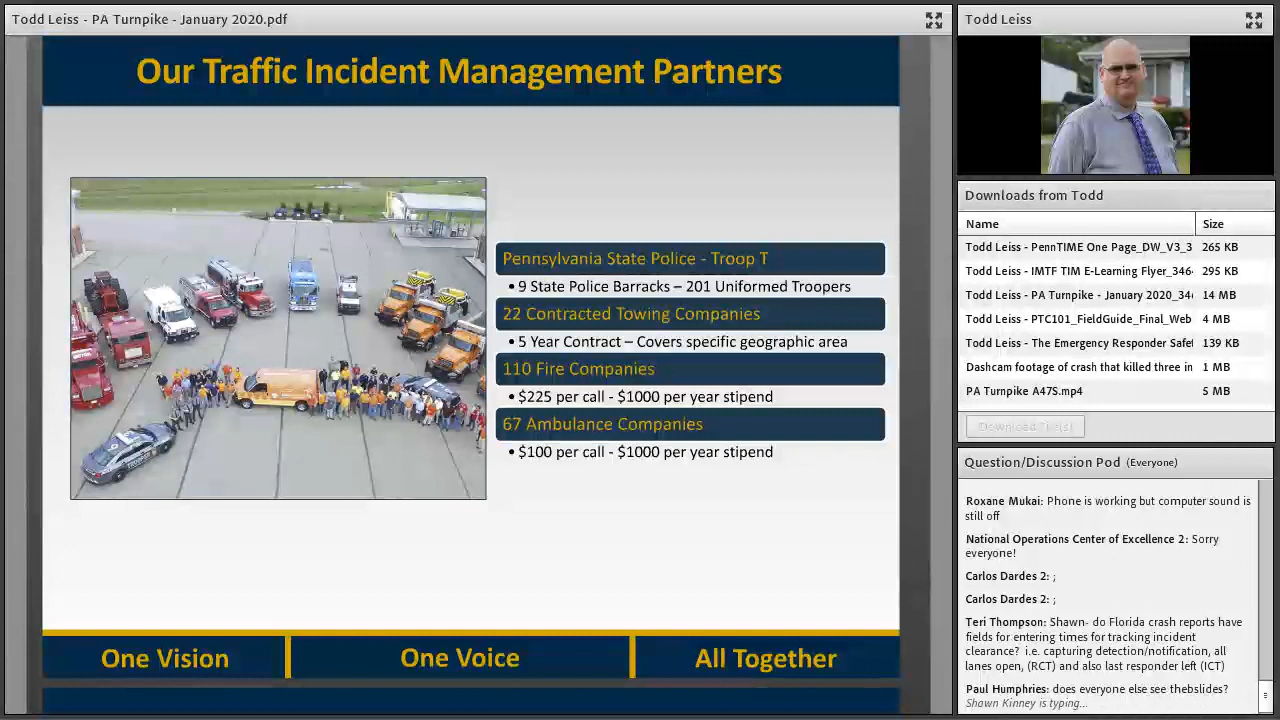 Todd Leiss - PA Turnpike - January 2020.pdf
Our Traffic Incident Management Partners
Pennsylvania State Police - Troop T
• 9 State Police Barracks – 201 Uniformed Troopers
22 Contracted Towing Companies
• 5 Year Contract – Covers specific geographic area
110 Fire Companies
• $225 per call - $1000 per year stipend
67 Ambulance Companies
• $100 per call - $1000 per year stipend
One Vision
One Voice
All Together
Todd Leiss
Downloads from Todd
Name Size
Todd Leiss - PennTIME One Page_DW_V3_3 265 KB
Todd Leiss - IMTF TIM E-Learning Flyer_346 295 KB
Todd Leiss - PA Turnpike - January 2020_34 14 MB
Todd Leiss - PTC101_FieldGuide_Final_Web 4 MB
Todd Leiss - The Emergency Responder Safe 139 KB
Dashcam footage of crash that killed three in 1 MB
PA Turnpike A47S.mp4 5 MB
Download File(s)
Question/Discussion Pod (Everyone)
Roxane Mukai: Phone is working but computer sound is
still off
National Operations Center of Excellence 2: Sorry
everyone!
Carlos Dardes 2: ;
Carlos Dardes 2: ;
Teri Thompson: Shawn- do Florida crash reports have
fields for entering times for tracking incident
clearance? i.e. capturing detection/notification, all
lanes open, (RCT) and also last responder left (ICT)
Paul Humphries: does everyone else see thebslides?
Shawn Kinney is typing...